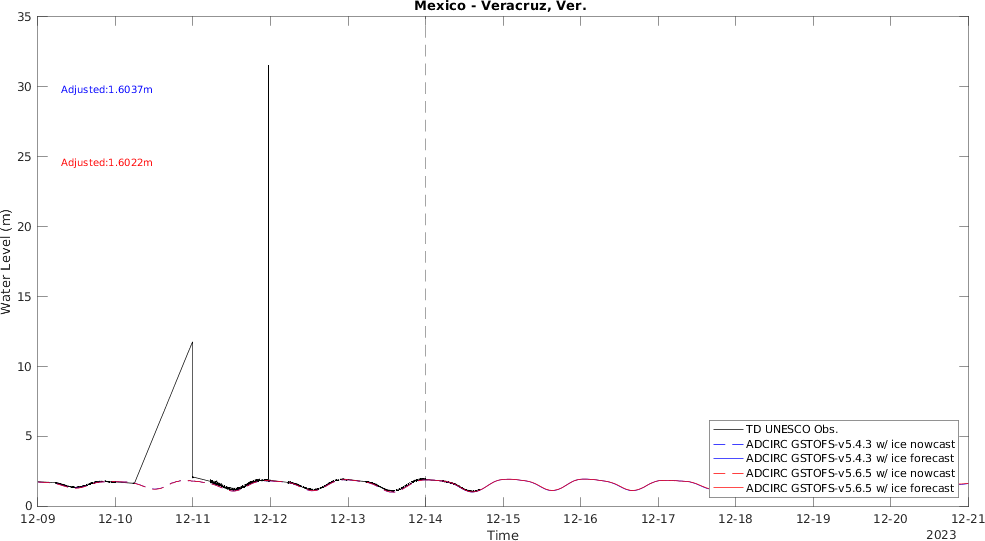 Mexico - Veracruz, Ver.
35
30
25
20
15
10
5
0
Water Level (m)
Adjusted:1.6037m
Adjusted:1.6022m
TD UNESCO Obs.
ADCIRC GSTOFS-v5.4.3 w/ ice nowcast
ADCIRC GSTOFS-v5.4.3 w/ ice forecast
ADCIRC GSTOFS-v5.6.5 w/ ice nowcast
ADCIRC GSTOFS-v5.6.5 w/ ice forecast
12-09 12-10 12-11 12-12 12-13 12-14 12-15 12-16 12-17 12-18 12-19 12-20 12-21
Time
2023